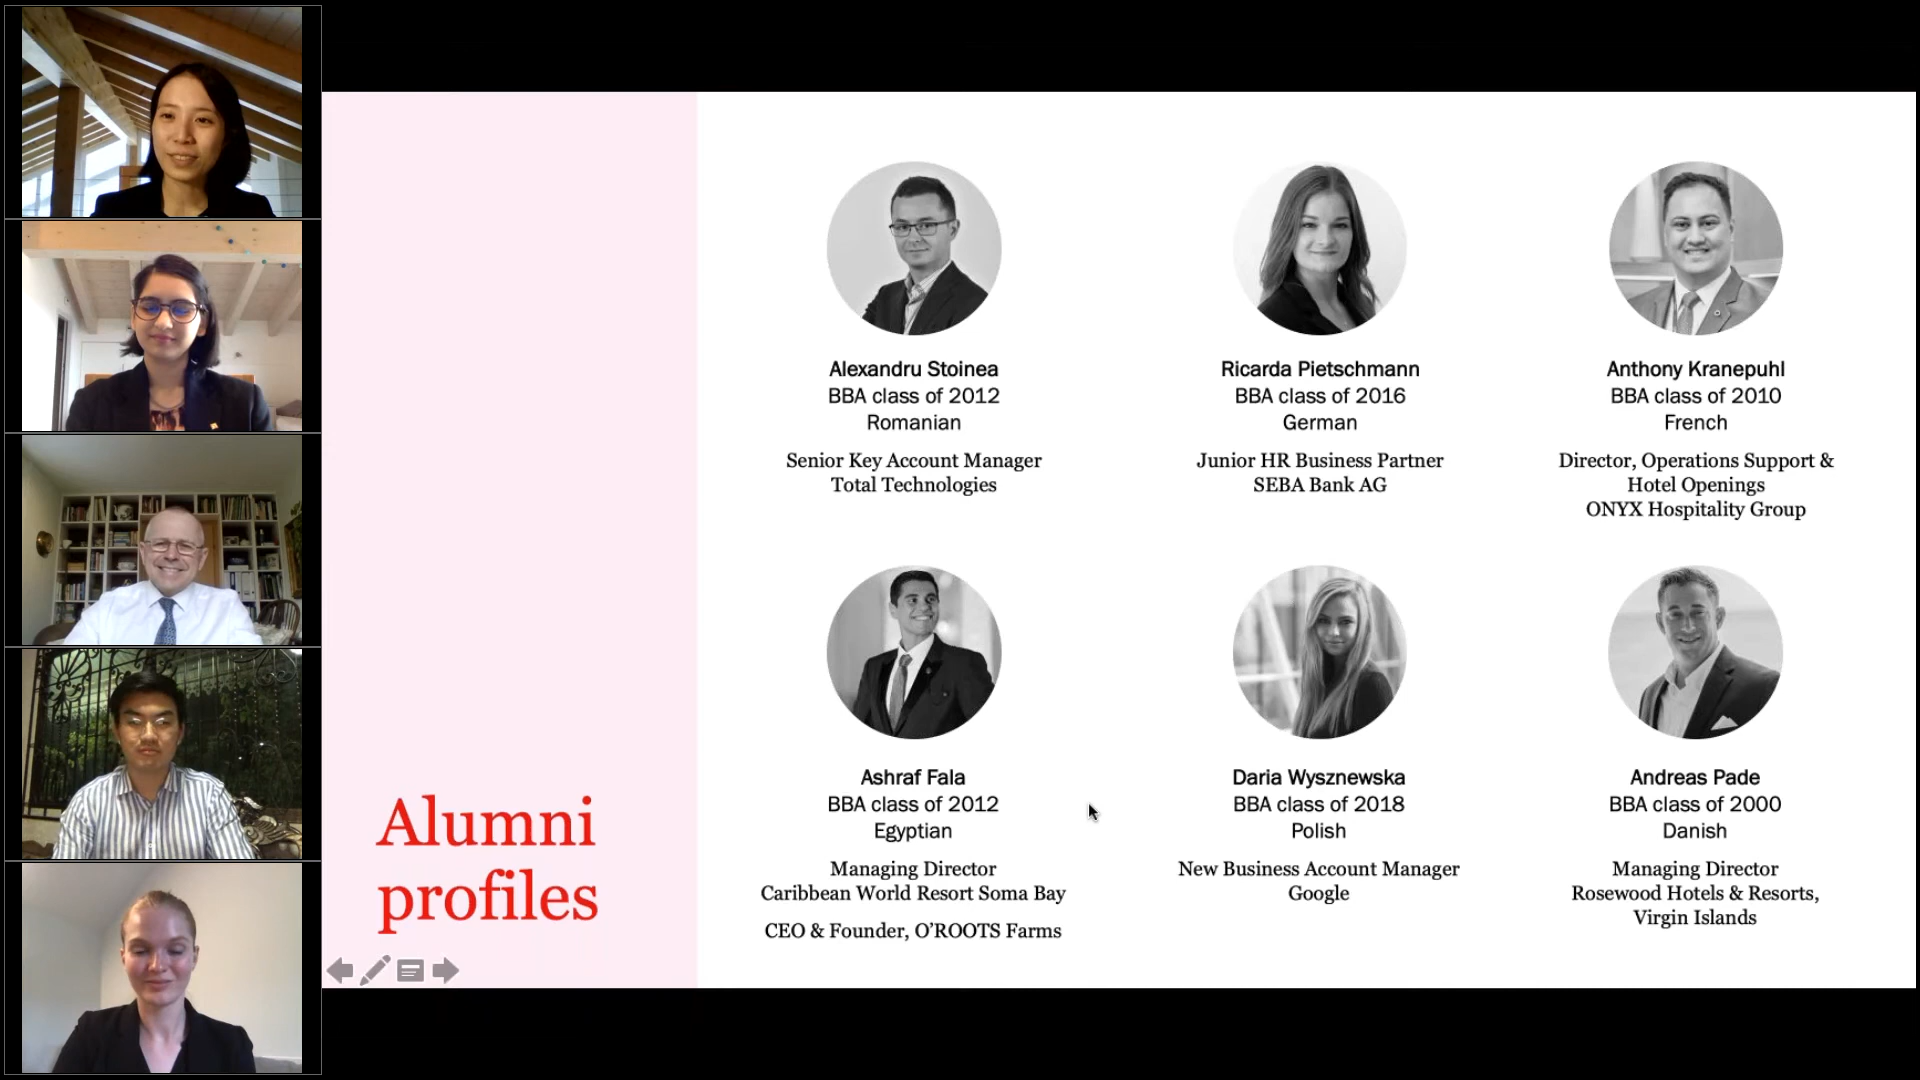 Alumni
profiles
Alexandru Stoinea
BBA class of 2012
Romanian
Senior Key Account Manager
Total Technologies
Ricarda Pietschmann
BBA class of 2016
German
Junior HR Business Partner
SEBA Bank AG
Anthony Kranepuhl
BBA class of 2010
French
Director, Operations Support &
Hotel Openings
ONYX Hospitality Group
Ashraf Fala
BBA class of 2012
Egyptian
Managing Director
Caribbean World Resort Soma Bay
CEO & Founder, O’ROOTS Farms
Daria Wysznewska
BBA class of 2018
Polish
New Business Account Manager
Google
Andreas Pade
BBA class of 2000
Danish
Managing Director
Rosewood Hotels & Resorts,
Virgin Islands